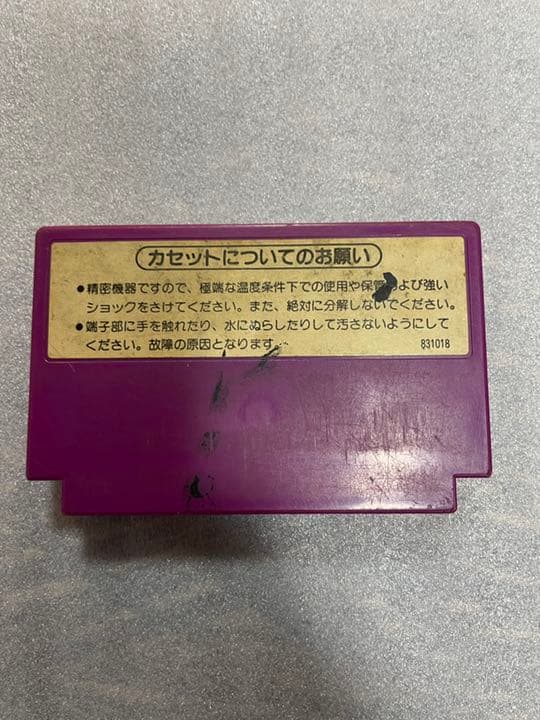 カセットについてのお願い
●精密機器ですので、極端な温度条件下での使用や保管および強い
ショックをさけてください。また、絶対に分解しないでください。
●端子部に手を触れたり、水にぬらしたりして汚さないようにして
ください。故障の原因となります。
831018